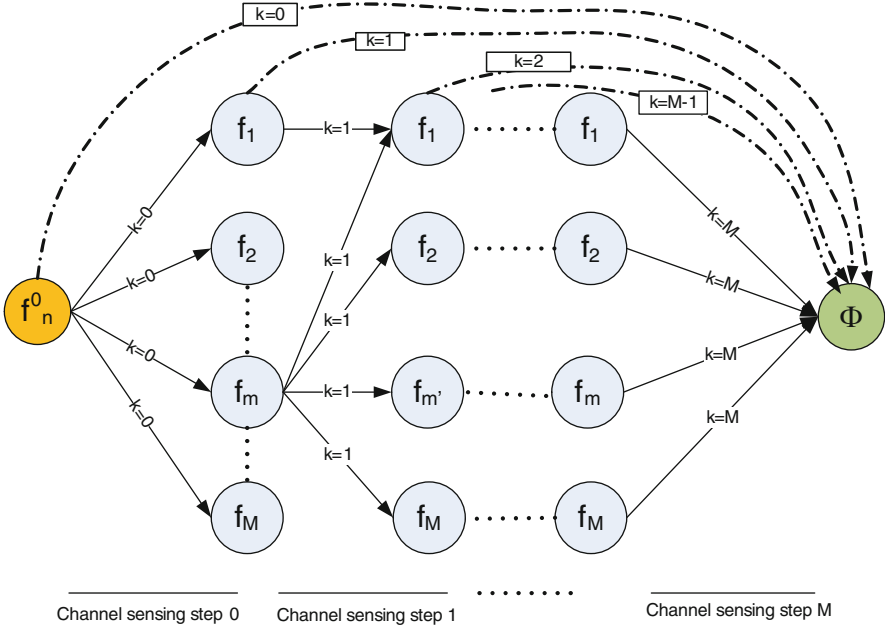 k=0
k=1
k=2
k=M-1
f1 k=1 f1 f1
k=0 k=M
f2 k=0 k=1 f2 f2 k=M
f0n k=1 Φ
k=0 k=M
fm k=1 fm' fm
k=0 k=M
k=1
fM fM fM
Channel sensing step 0 Channel sensing step 1 Channel sensing step M